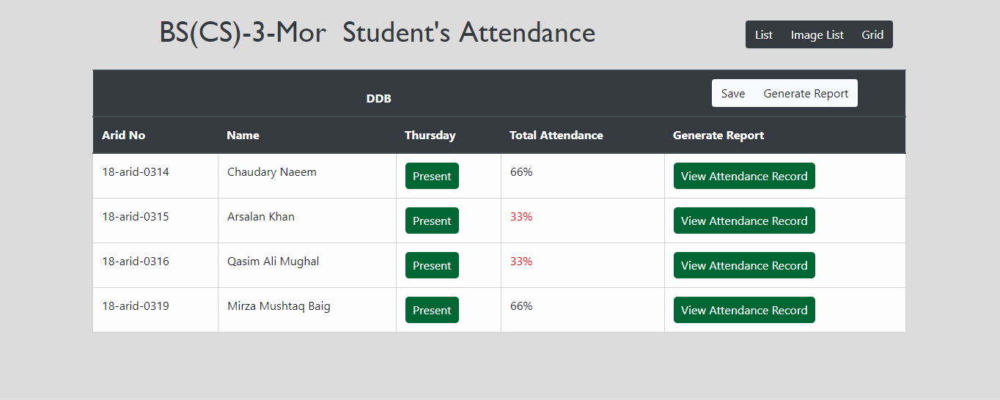 BS(CS)-3-Mor Student's Attendance
List Image List Grid
DDB
Save Generate Report
Arid No Name Thursday Total Attendance Generate Report
18-arid-0314 Chaudary Naeem Present 66% View Attendance Record
18-arid-0315 Arsalan Khan Present 33% View Attendance Record
18-arid-0316 Qasim Ali Mughal Present 33% View Attendance Record
18-arid-0319 Mirza Mushtaq Baig Present 66% View Attendance Record